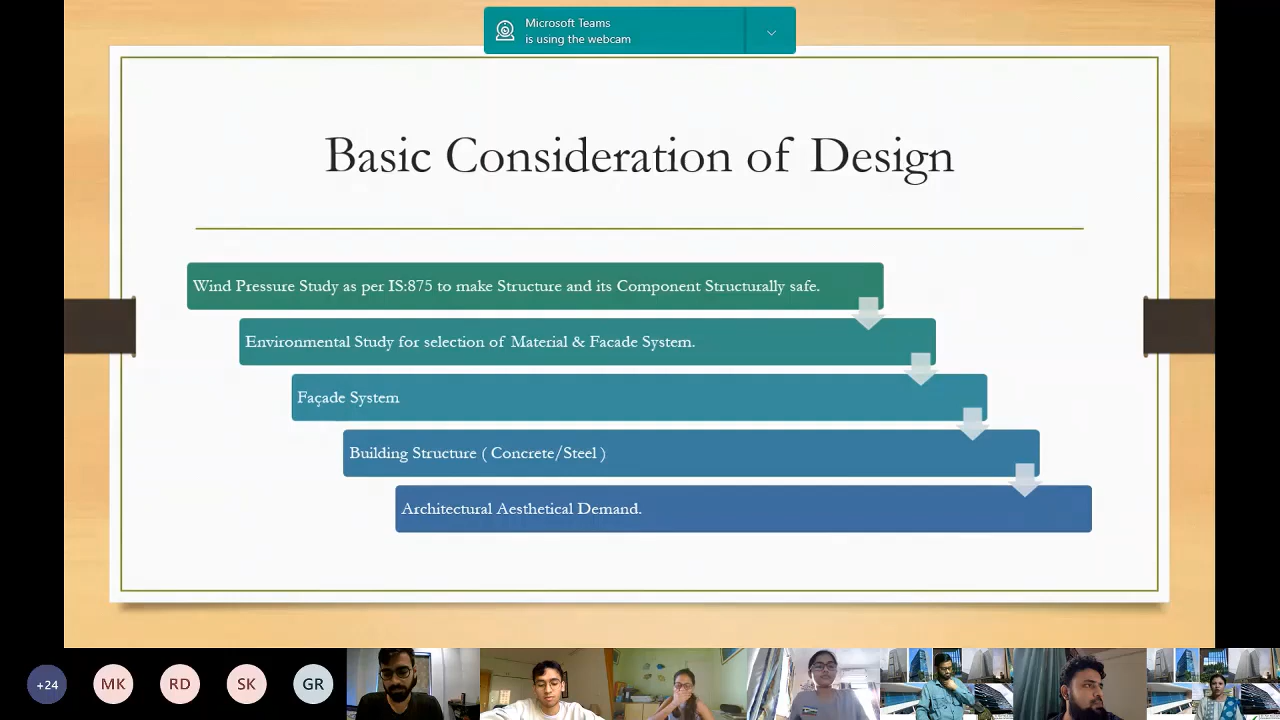 Microsoft Teams
is using the webcam
Basic Consideration of Design
Wind Pressure Study as per IS:875 to make Structure and its Component Structurally safe.
Environmental Study for selection of Material & Facade System.
Façade System
Building Structure ( Concrete/Steel )
Architectural Aesthetical Demand.
+24
MK
RD
SK
GR